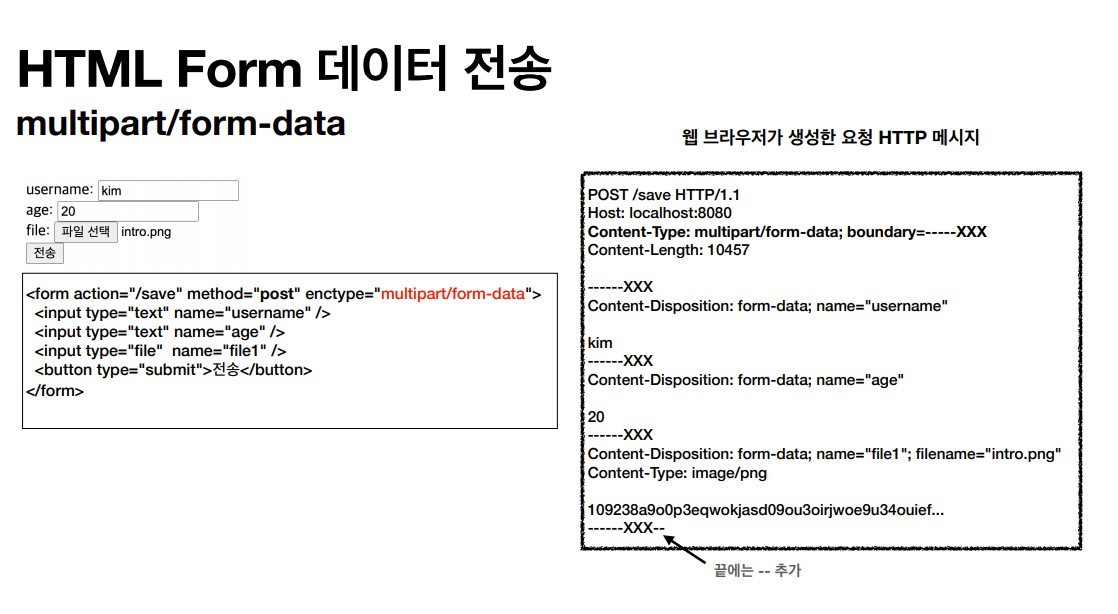 HTML Form 데이터 전송
multipart/form-data
username: kim
age: 20
file: 파일 선택 intro.png
전송
<form action="/save" method="post" enctype="multipart/form-data">
<input type="text" name="username" />
<input type="text" name="age" />
<input type="file"  name="file1" />
<button type="submit">전송</button>
</form>
웹 브라우저가 생성한 요청 HTTP 메시지
POST /save HTTP/1.1
Host: localhost:8080
Content-Type: multipart/form-data; boundary=-----XXX
Content-Length: 10457
------XXX
Content-Disposition: form-data; name="username"
kim
------XXX
Content-Disposition: form-data; name="age"
20
------XXX
Content-Disposition: form-data; name="file1"; filename="intro.png"
Content-Type: image/png
109238a9o0p3eqwokjasd09ou3oirjwoe9u34ouief...
------XXX--
끝에는 -- 추가